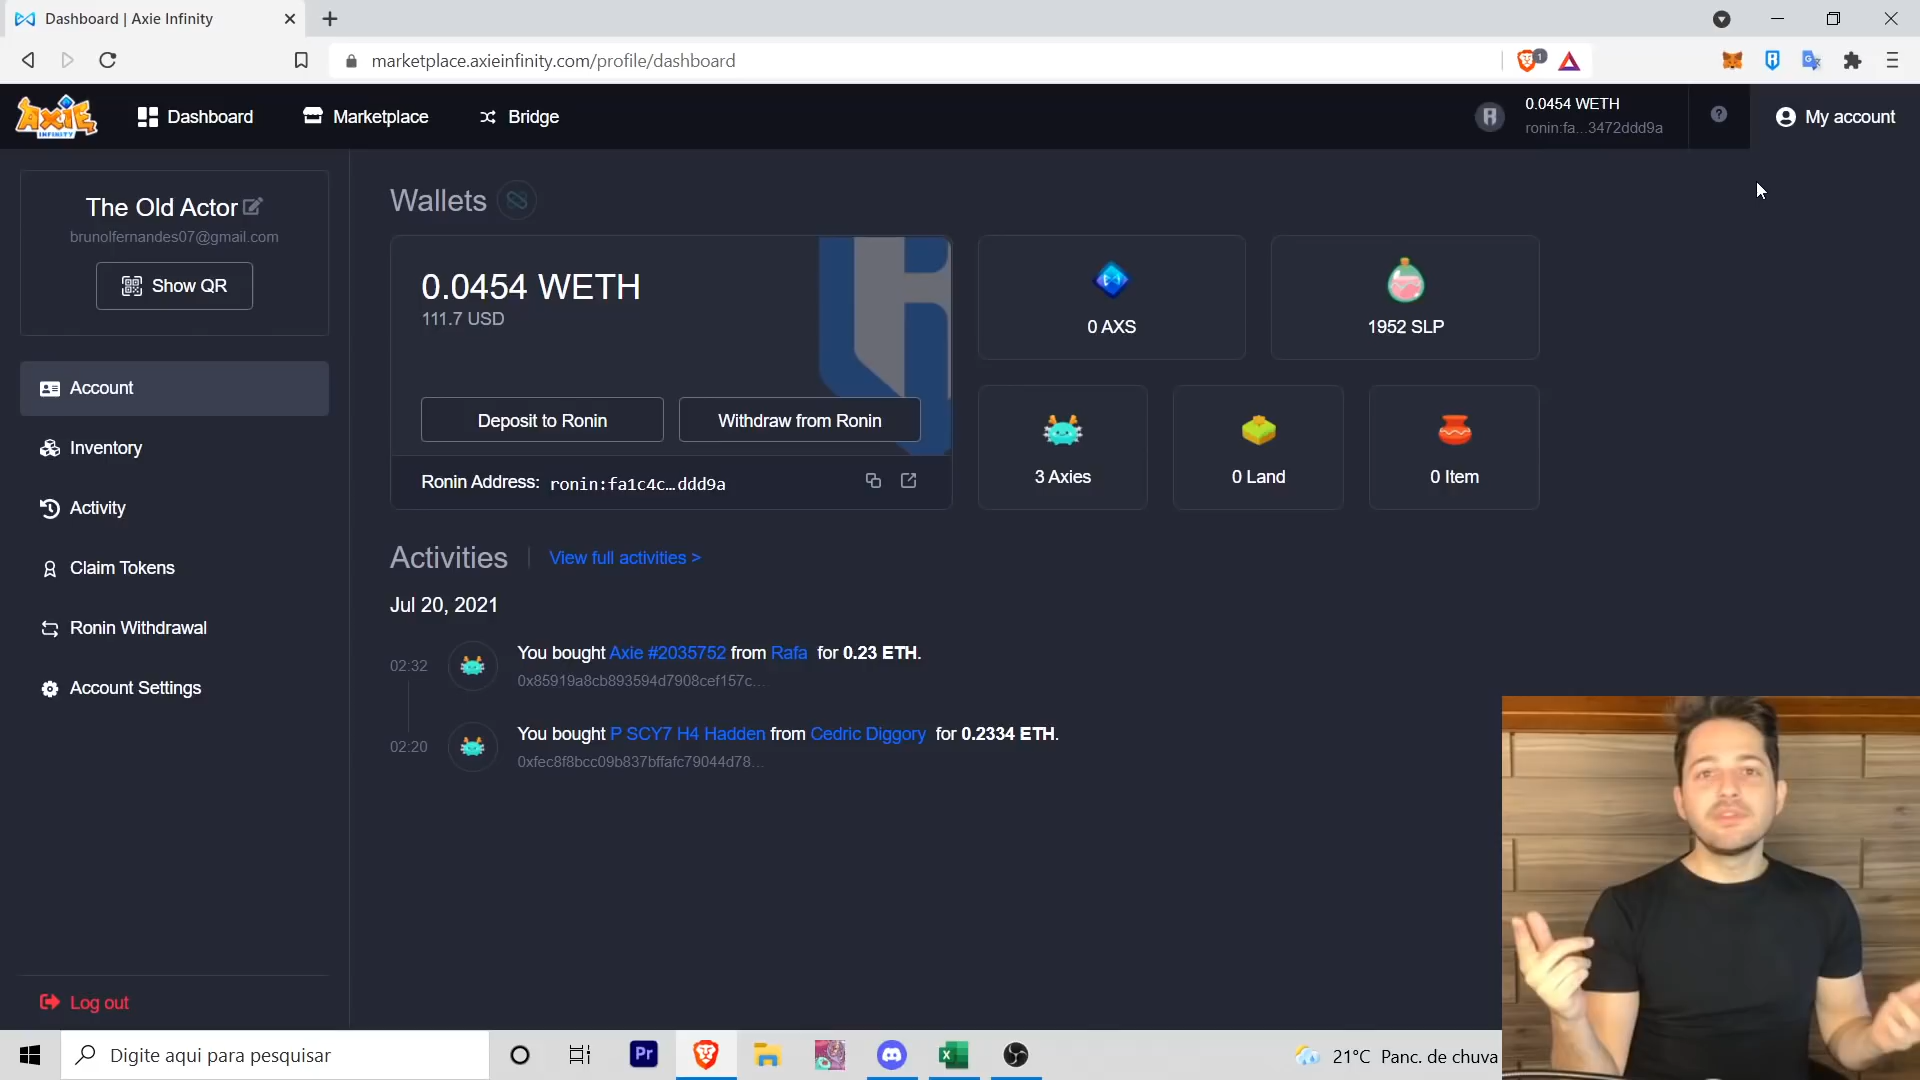 Dashboard | Axie Infinity
marketplace.axieinfinity.com/profile/dashboard
1
AXIE
INFINITY
Dashboard
Marketplace
Bridge
0.0454 WETH
ronin:fa...3472ddd9a
?
My account
The Old Actor
brunolfernandes07@gmail.com
Show QR
Account
Inventory
Activity
Claim Tokens
Ronin Withdrawal
Account Settings
Log out
Wallets
0.0454 WETH
111.7 USD
Deposit to Ronin
Withdraw from Ronin
Ronin Address: ronin:fa1c4c…ddd9a
0 AXS
1952 SLP
3 Axies
0 Land
0 Item
Activities
View full activities >
Jul 20, 2021
02:32
You bought Axie #2035752 from Rafa for 0.23 ETH.
0x85919a8cb893594d7908cef157c...
02:20
You bought P SCY7 H4 Hadden from Cedric Diggory for 0.2334 ETH.
0xfec8f8bcc09b837bffafc79044d78...
Digite aqui para pesquisar
Pr
21°C Panc. de chuva